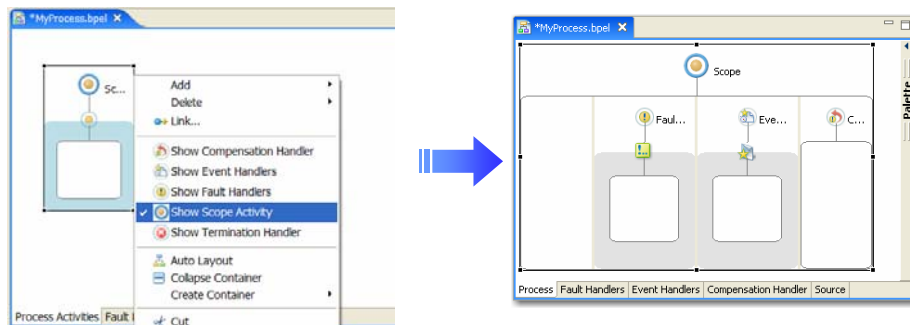 *MyProcess.bpel
Sc...
Add
Delete
Link...
Show Compensation Handler
Show Event Handlers
Show Fault Handlers
Show Scope Activity
Show Termination Handler
Auto Layout
Collapse Container
Create Container
Cut
Process Activities Fault
*MyProcess.bpel
Scope
Faul... Eve... C...
Palette
Process Fault Handlers Event Handlers Compensation Handler Source